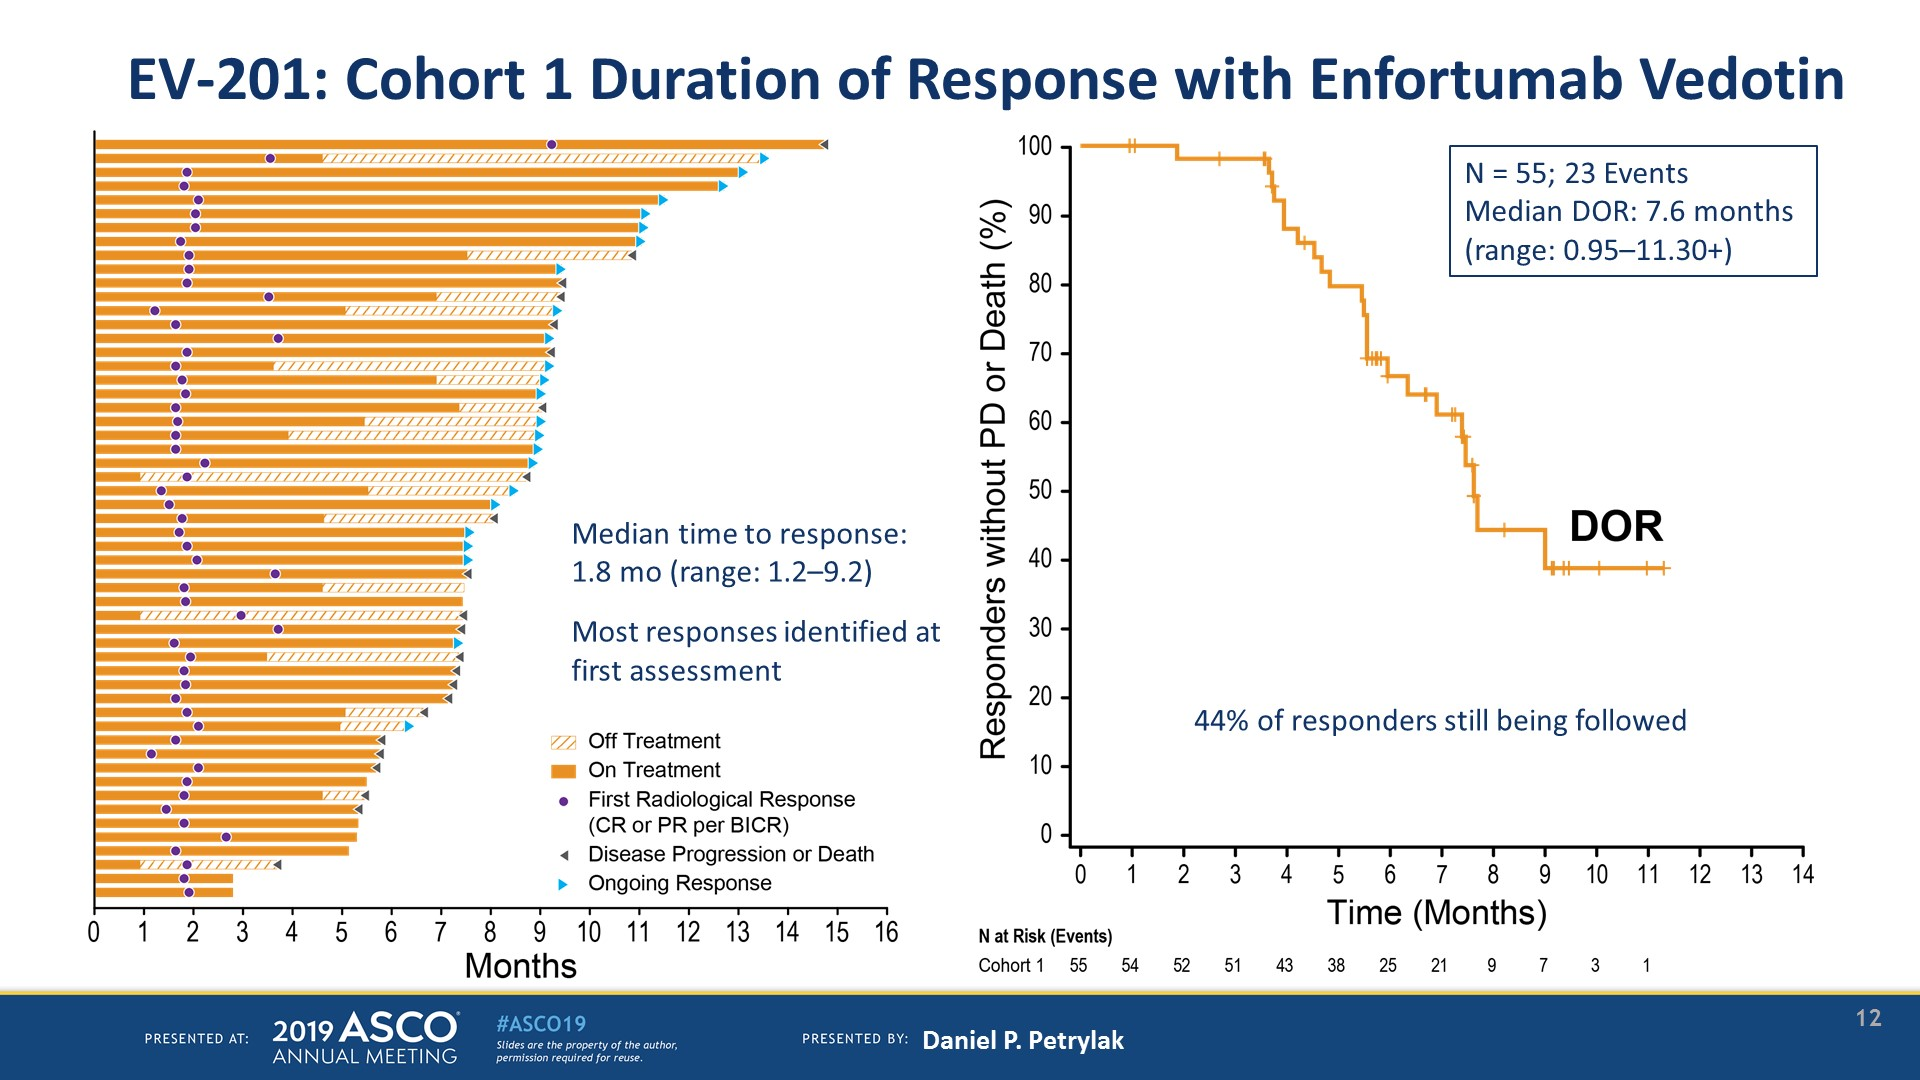 EV-201: Cohort 1 Duration of Response with Enfortumab Vedotin
Median time to response:
1.8 mo (range: 1.2–9.2)
Most responses identified at
first assessment
Off Treatment
On Treatment
First Radiological Response
(CR or PR per BICR)
Disease Progression or Death
Ongoing Response
0 1 2 3 4 5 6 7 8 9 10 11 12 13 14 15 16
Months
Responders without PD or Death (%)
100
90
80
70
60
50
40
30
20
10
0
N = 55; 23 Events
Median DOR: 7.6 months
(range: 0.95–11.30+)
DOR
44% of responders still being followed
0 1 2 3 4 5 6 7 8 9 10 11 12 13 14
Time (Months)
N at Risk (Events)
Cohort 1 55 54 52 51 43 38 25 21 9 7 3 1
PRESENTED AT:
2019 ASCO
ANNUAL MEETING
#ASCO19
Slides are the property of the author,
permission required for reuse.
PRESENTED BY: Daniel P. Petrylak
12